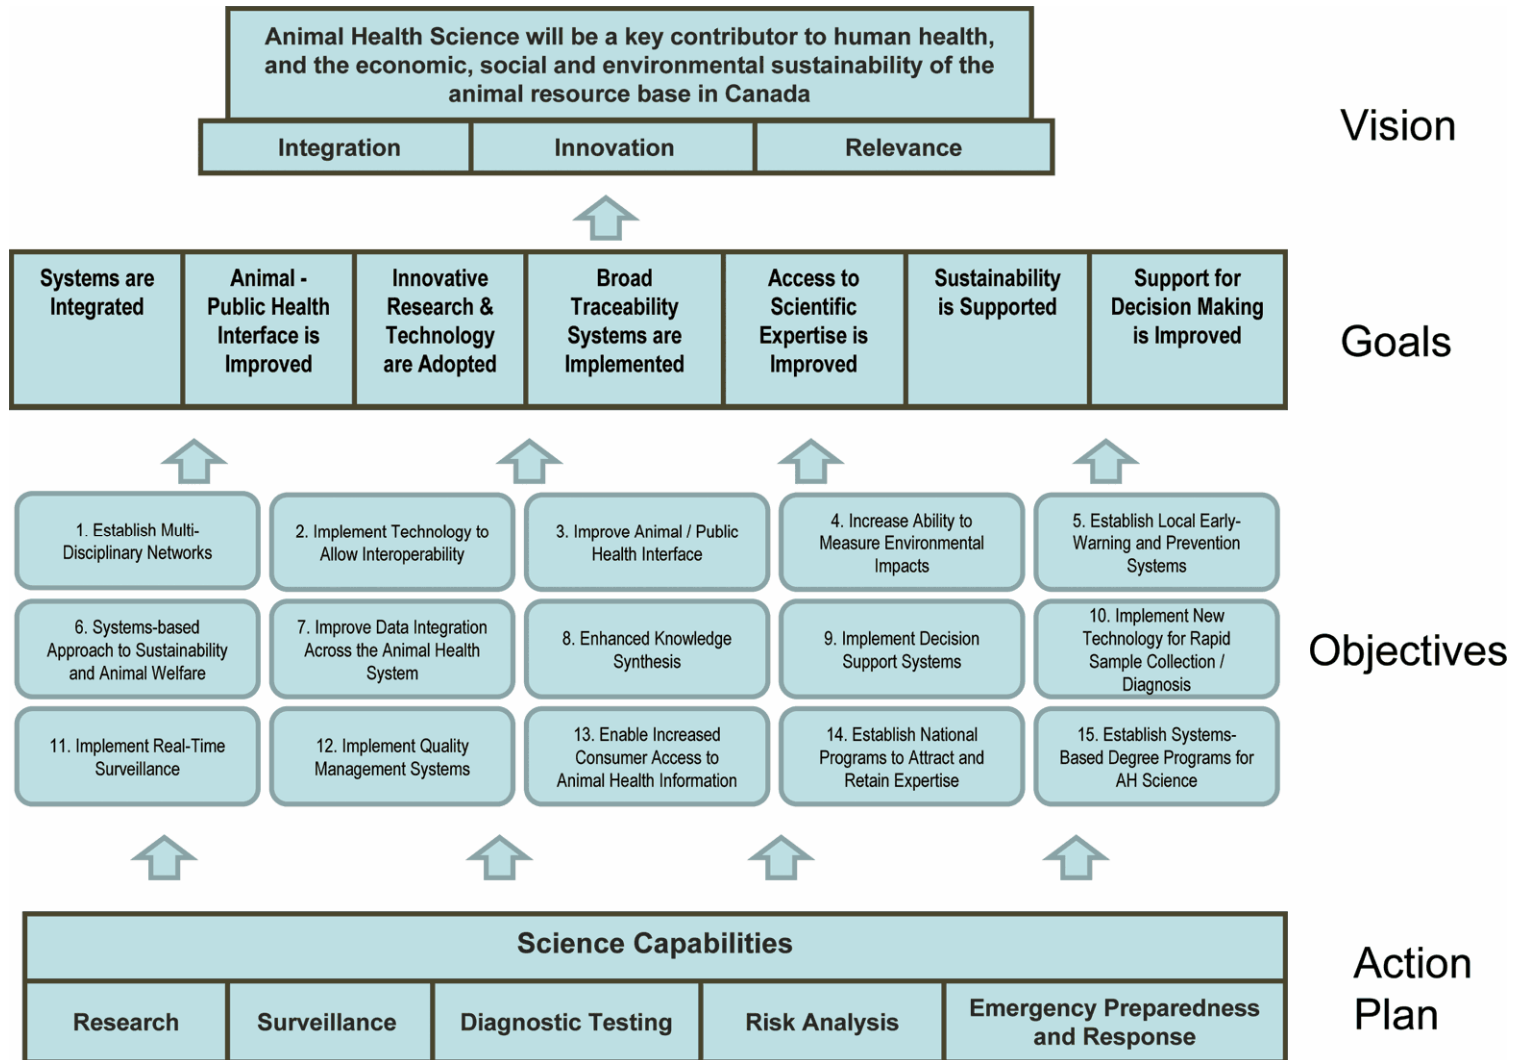 Animal Health Science will be a key contributor to human health,
and the economic, social and environmental sustainability of the
animal resource base in Canada
Integration
Innovation
Relevance
Vision
Systems are
Integrated
Animal -
Public Health
Interface is
Improved
Innovative
Research &
Technology
are Adopted
Broad
Traceability
Systems are
Implemented
Access to
Scientific
Expertise is
Improved
Sustainability
is Supported
Support for
Decision Making
is Improved
Goals
1. Establish Multi-
Disciplinary Networks
2. Implement Technology to
Allow Interoperability
3. Improve Animal / Public
Health Interface
4. Increase Ability to
Measure Environmental
Impacts
5. Establish Local Early-
Warning and Prevention
Systems
6. Systems-based
Approach to Sustainability
and Animal Welfare
7. Improve Data Integration
Across the Animal Health
System
8. Enhanced Knowledge
Synthesis
9. Implement Decision
Support Systems
10. Implement New
Technology for Rapid
Sample Collection /
Diagnosis
Objectives
11. Implement Real-Time
Surveillance
12. Implement Quality
Management Systems
13. Enable Increased
Consumer Access to
Animal Health Information
14. Establish National
Programs to Attract and
Retain Expertise
15. Establish Systems-
Based Degree Programs for
AH Science
Science Capabilities
Research
Surveillance
Diagnostic Testing
Risk Analysis
Emergency Preparedness
and Response
Action
Plan